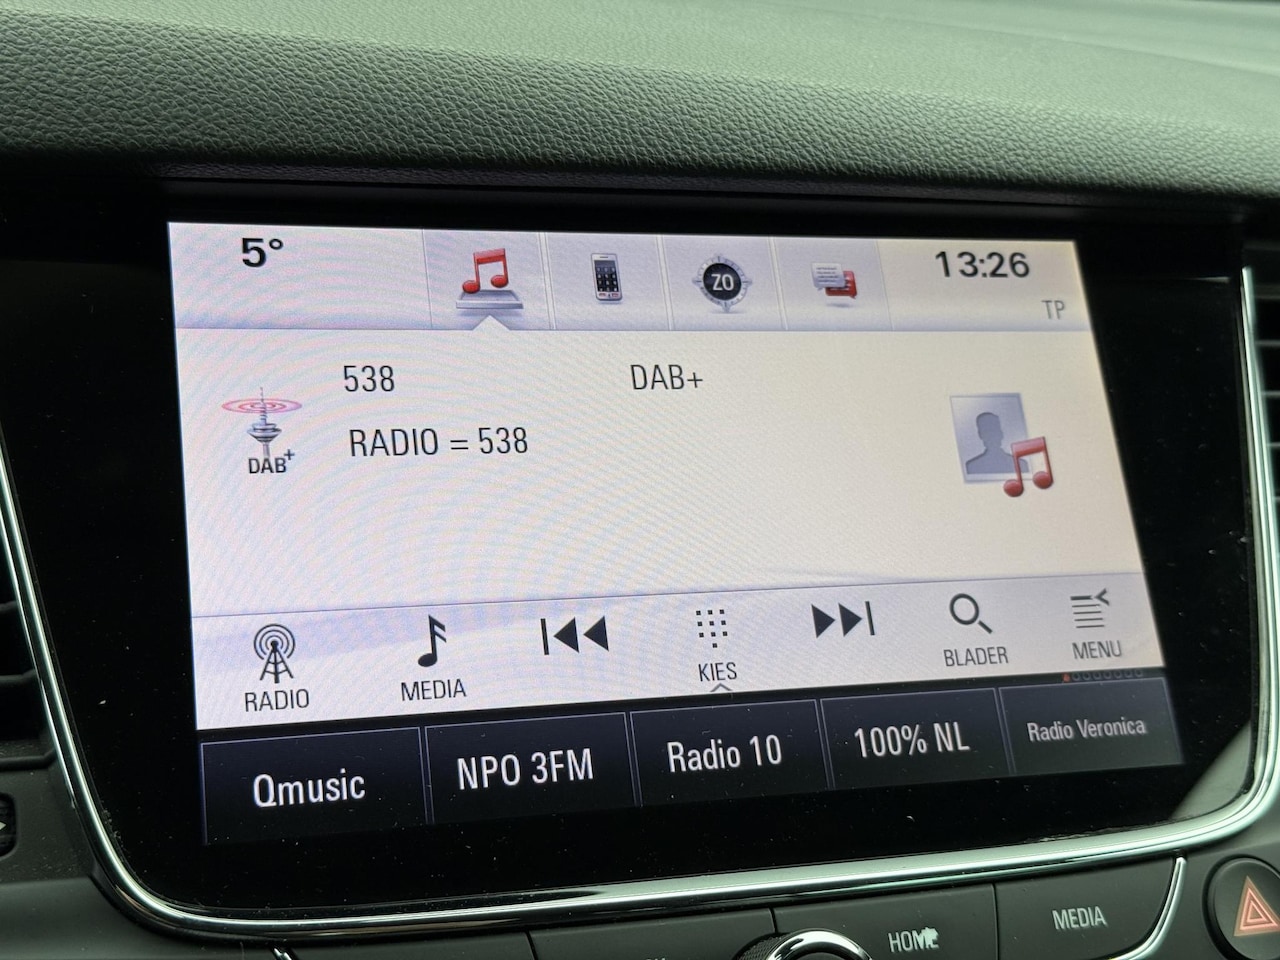 5°
ZO
13:26
TP
538
DAB+
RADIO = 538
DAB+
RADIO
MEDIA
KIES
BLADER
MENU
Qmusic
NPO 3FM
Radio 10
100% NL
Radio Veronica
HOME
MEDIA